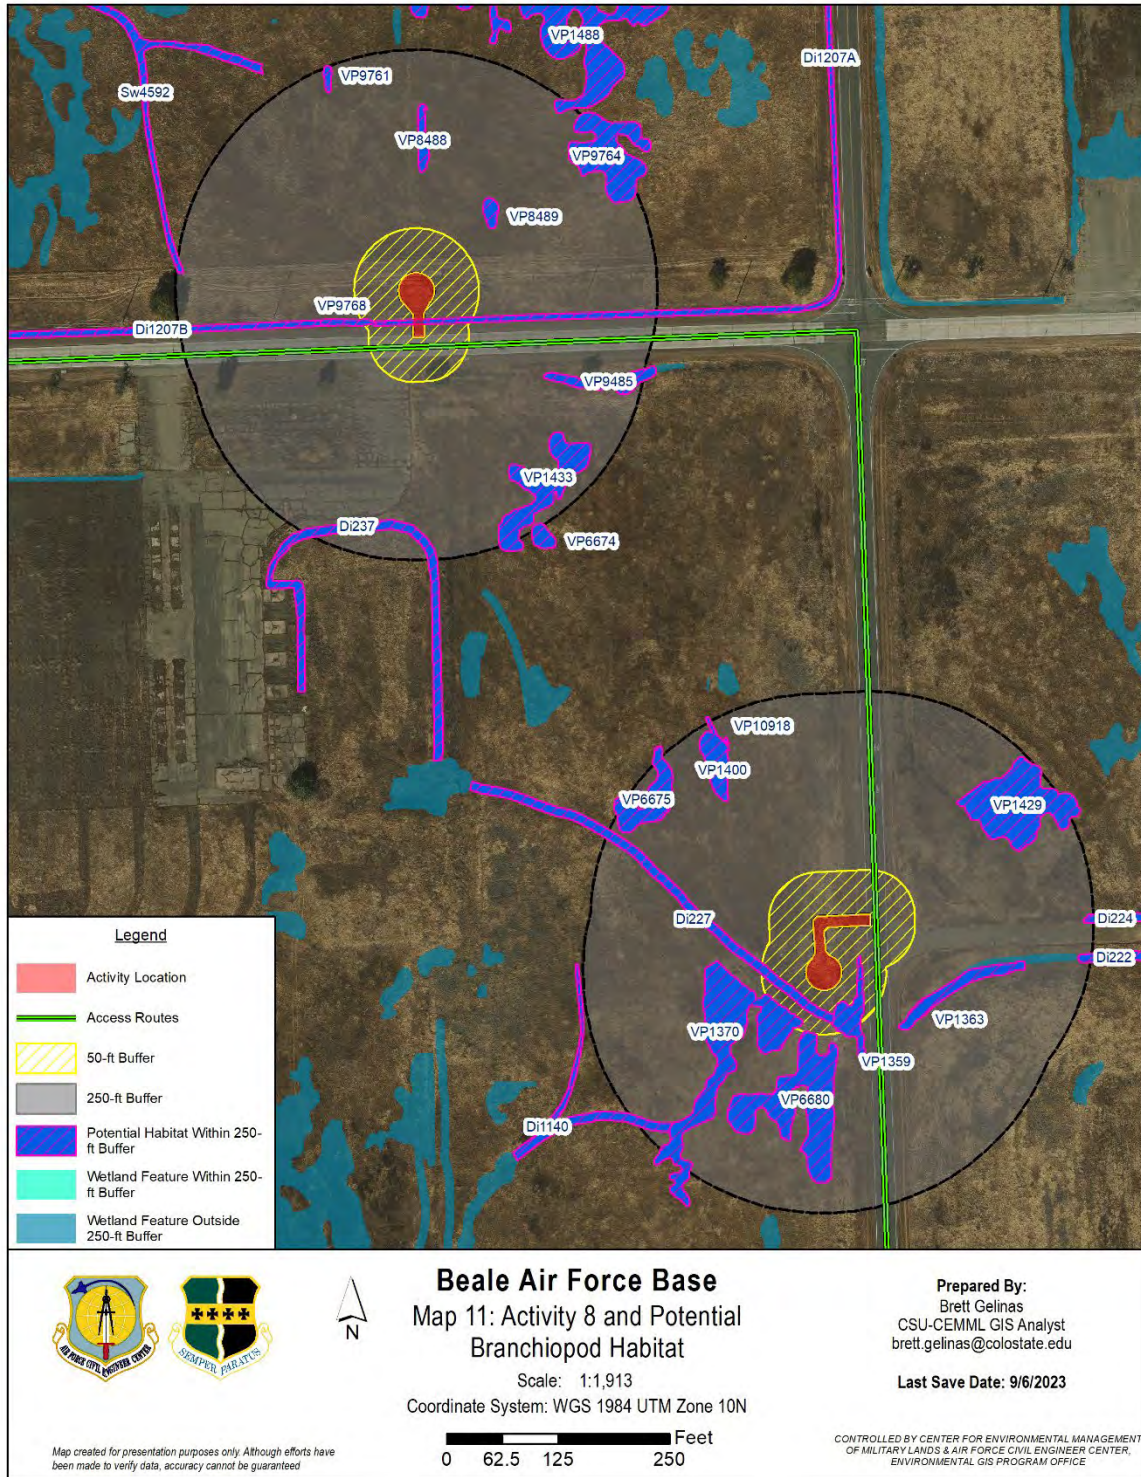 VP1488
Di1207A
VP9761
Sw4592
VP8488
VP9764
VP8489
VP9768
Di1207B
VP9485
VP1433
Di237
VP6674
VP10918
VP1400
VP6675
VP1429
Di227
Di224
Di222
VP1370
VP1363
VP1359
VP6680
Di1140
Legend
Activity Location
Access Routes
50-ft Buffer
250-ft Buffer
Potential Habitat Within 250-
ft Buffer
Wetland Feature Within 250-
ft Buffer
Wetland Feature Outside
250-ft Buffer
AIR FORCE CIVIL ENGINEER CENTER
SEMPER PARATUS
N
Beale Air Force Base
Map 11: Activity 8 and Potential
Branchiopod Habitat
Scale: 1:1,913
Coordinate System: WGS 1984 UTM Zone 10N
Feet
0 62.5 125 250
Prepared By:
Brett Gelinas
CSU-CEMML GIS Analyst
brett.gelinas@colostate.edu
Last Save Date: 9/6/2023
Map created for presentation purposes only. Although efforts have
been made to verify data, accuracy cannot be guaranteed
CONTROLLED BY CENTER FOR ENVIRONMENTAL MANAGEMENT
OF MILITARY LANDS & AIR FORCE CIVIL ENGINEER CENTER,
ENVIRONMENTAL GIS PROGRAM OFFICE